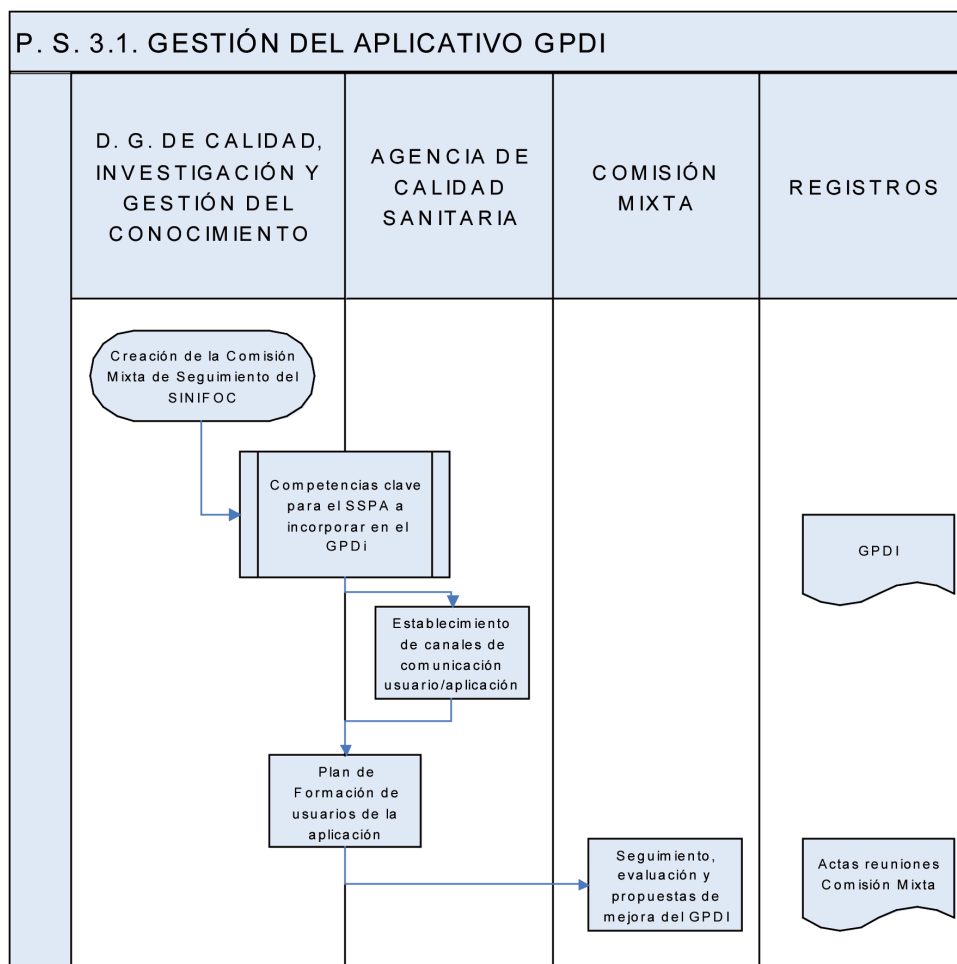 P. S. 3.1. GESTIÓN DEL APLICATIVO GPDI
D. G. DE CALIDAD,
INVESTIGACIÓN Y
GESTIÓN DEL
CONOCIMIENTO
AGENCIA DE
CALIDAD
SANITARIA
COMISIÓN
MIXTA
REGISTROS
Creación de la Comisión
Mixta de Seguimiento del
SINIFOC
Competencias clave
para el SSPA a
incorporar en el
GPDi
GPDI
Establecimiento
de canales de
comunicación
usuario/aplicación
Plan de
Formación de
usuarios de la
aplicación
Seguimiento,
evaluación y
propuestas de
mejora del GPDI
Actas reuniones
Comisión Mixta